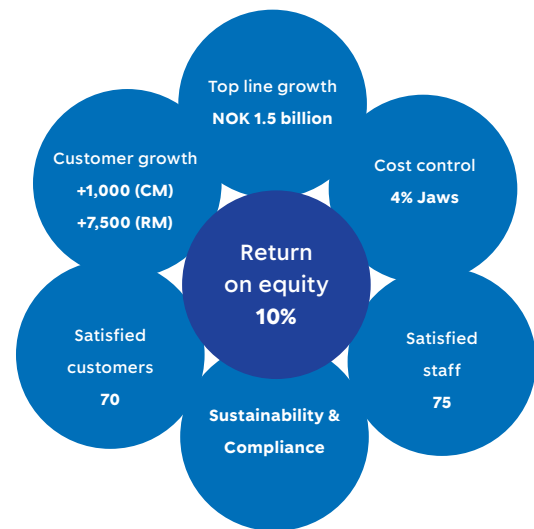 Top line growth
NOK 1.5 billion
Customer growth
+1,000 (CM)
+7,500 (RM)
Cost control
4% Jaws
Return
on equity
10%
Satisfied
customers
70
Satisfied
staff
75
Sustainability &
Compliance